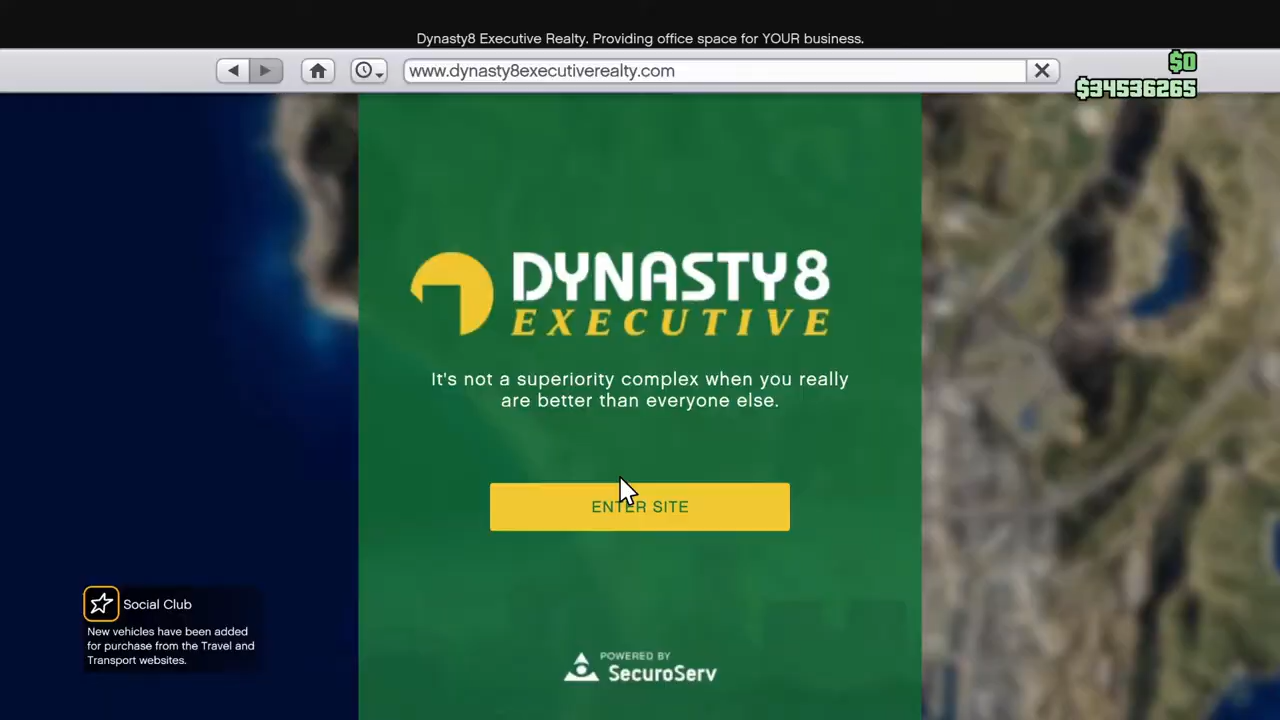 Dynasty8 Executive Realty. Providing office space for YOUR business.
www.dynasty8executiverealty.com
$0
$34536265
DYNASTY8
EXECUTIVE
It's not a superiority complex when you really
are better than everyone else.
ENTER SITE
Social Club
New vehicles have been added
for purchase from the Travel and
Transport websites.
POWERED BY
SecuroServ